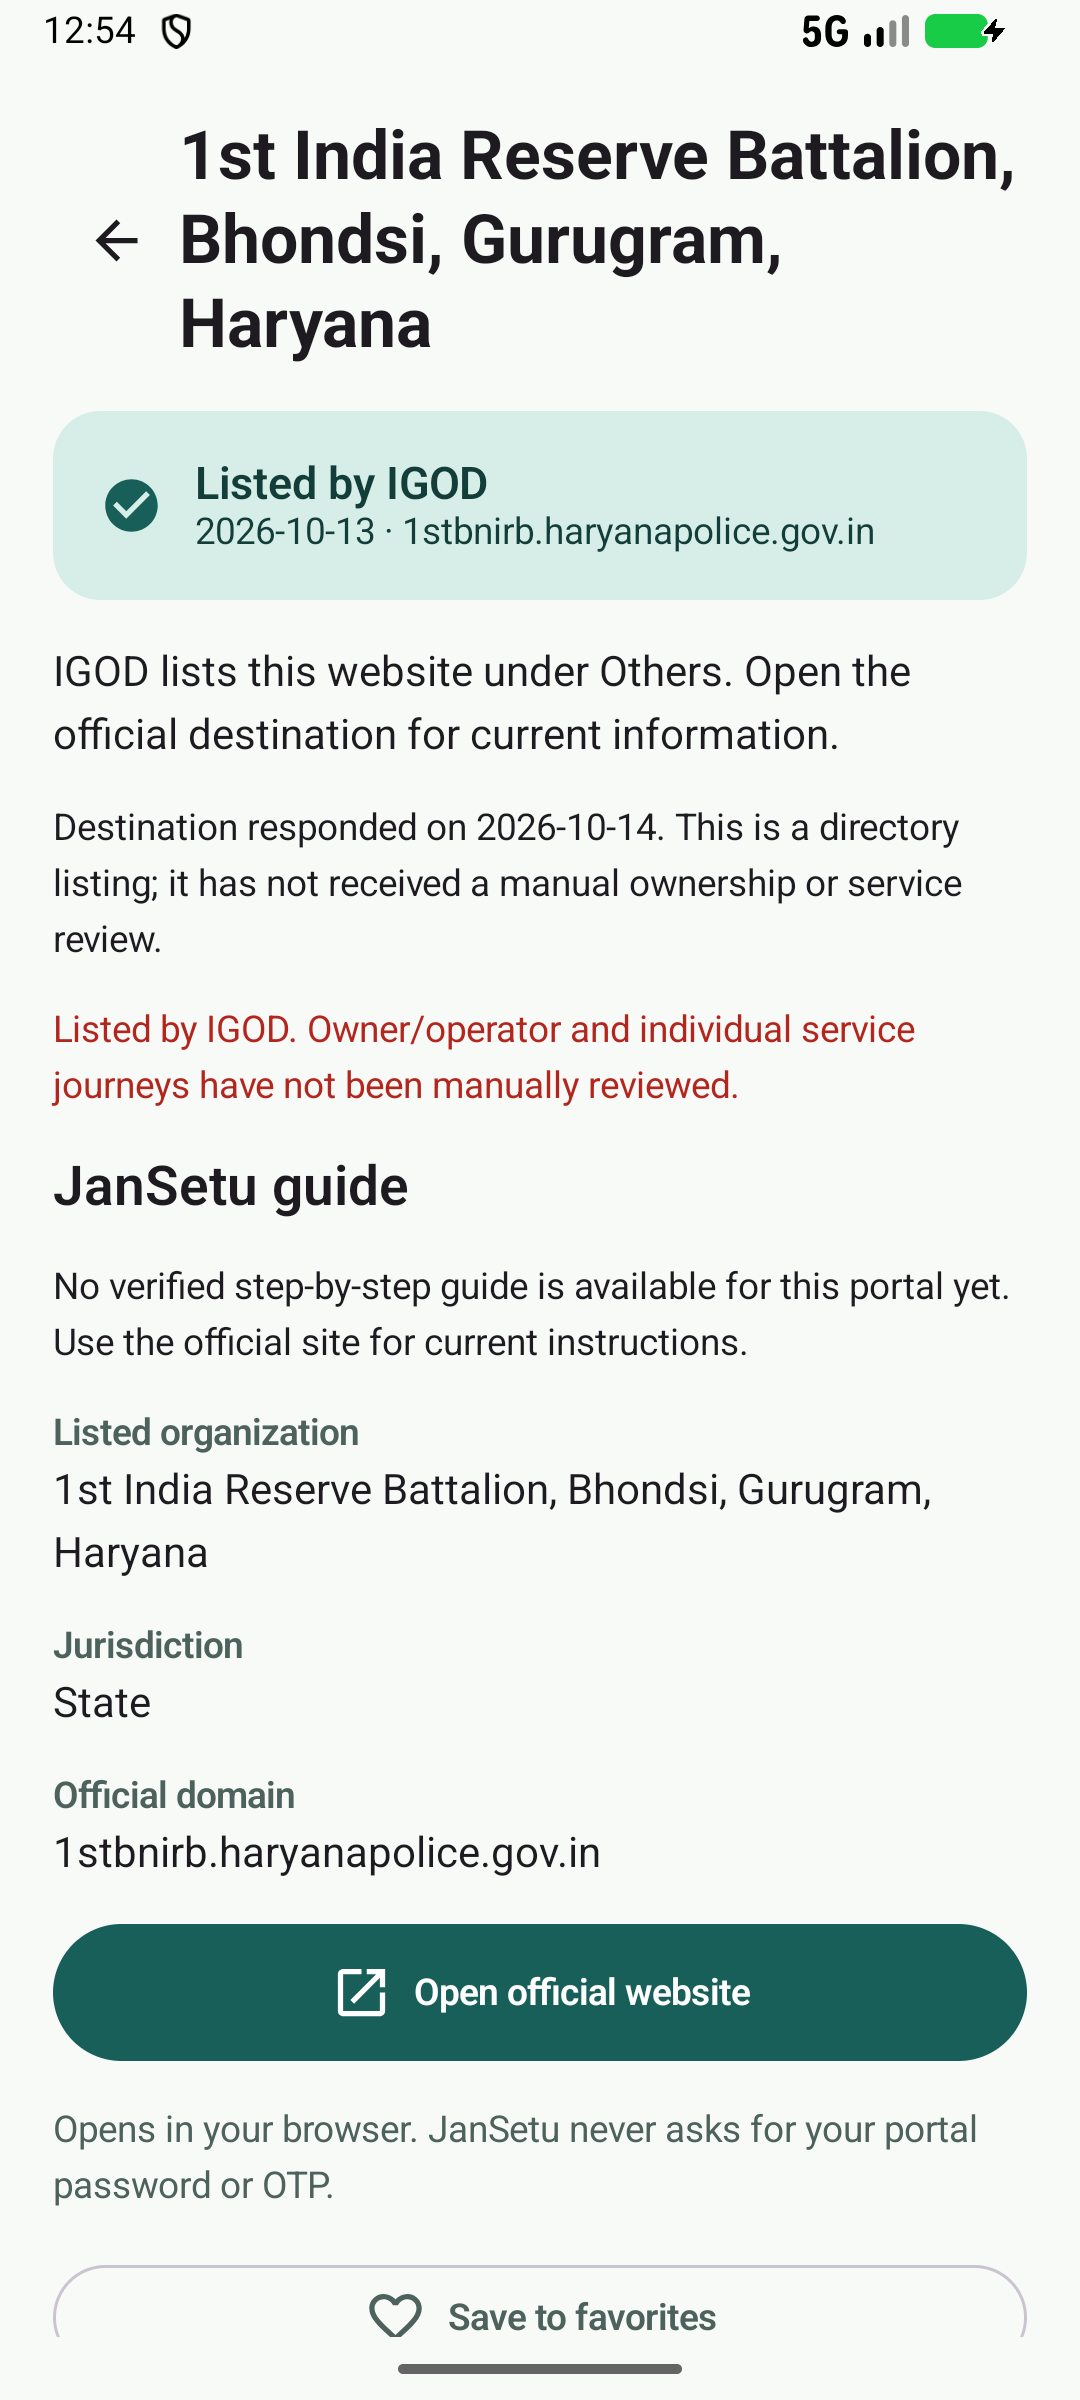 12:54
5G
1st India Reserve Battalion,
Bhondsi, Gurugram,
Haryana
Listed by IGOD
2026-10-13 · 1stbnirb.haryanapolice.gov.in
IGOD lists this website under Others. Open the
official destination for current information.
Destination responded on 2026-10-14. This is a directory
listing; it has not received a manual ownership or service
review.
Listed by IGOD. Owner/operator and individual service
journeys have not been manually reviewed.
JanSetu guide
No verified step-by-step guide is available for this portal yet.
Use the official site for current instructions.
Listed organization
1st India Reserve Battalion, Bhondsi, Gurugram,
Haryana
Jurisdiction
State
Official domain
1stbnirb.haryanapolice.gov.in
Open official website
Opens in your browser. JanSetu never asks for your portal
password or OTP.
Save to favorites